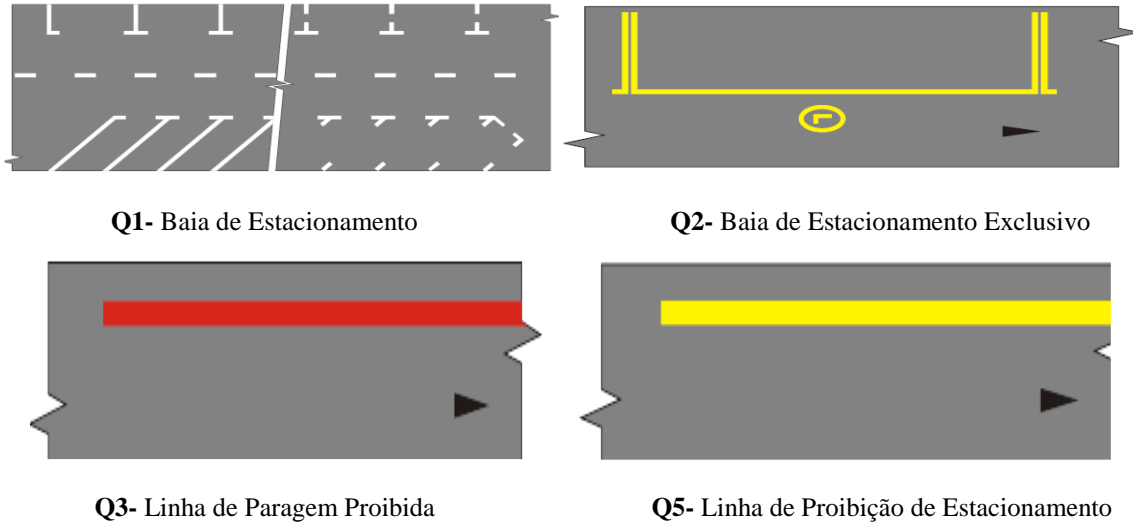 Q1- Baia de Estacionamento
Q2- Baia de Estacionamento Exclusivo
Q3- Linha de Paragem Proibida
Q5- Linha de Proibição de Estacionamento